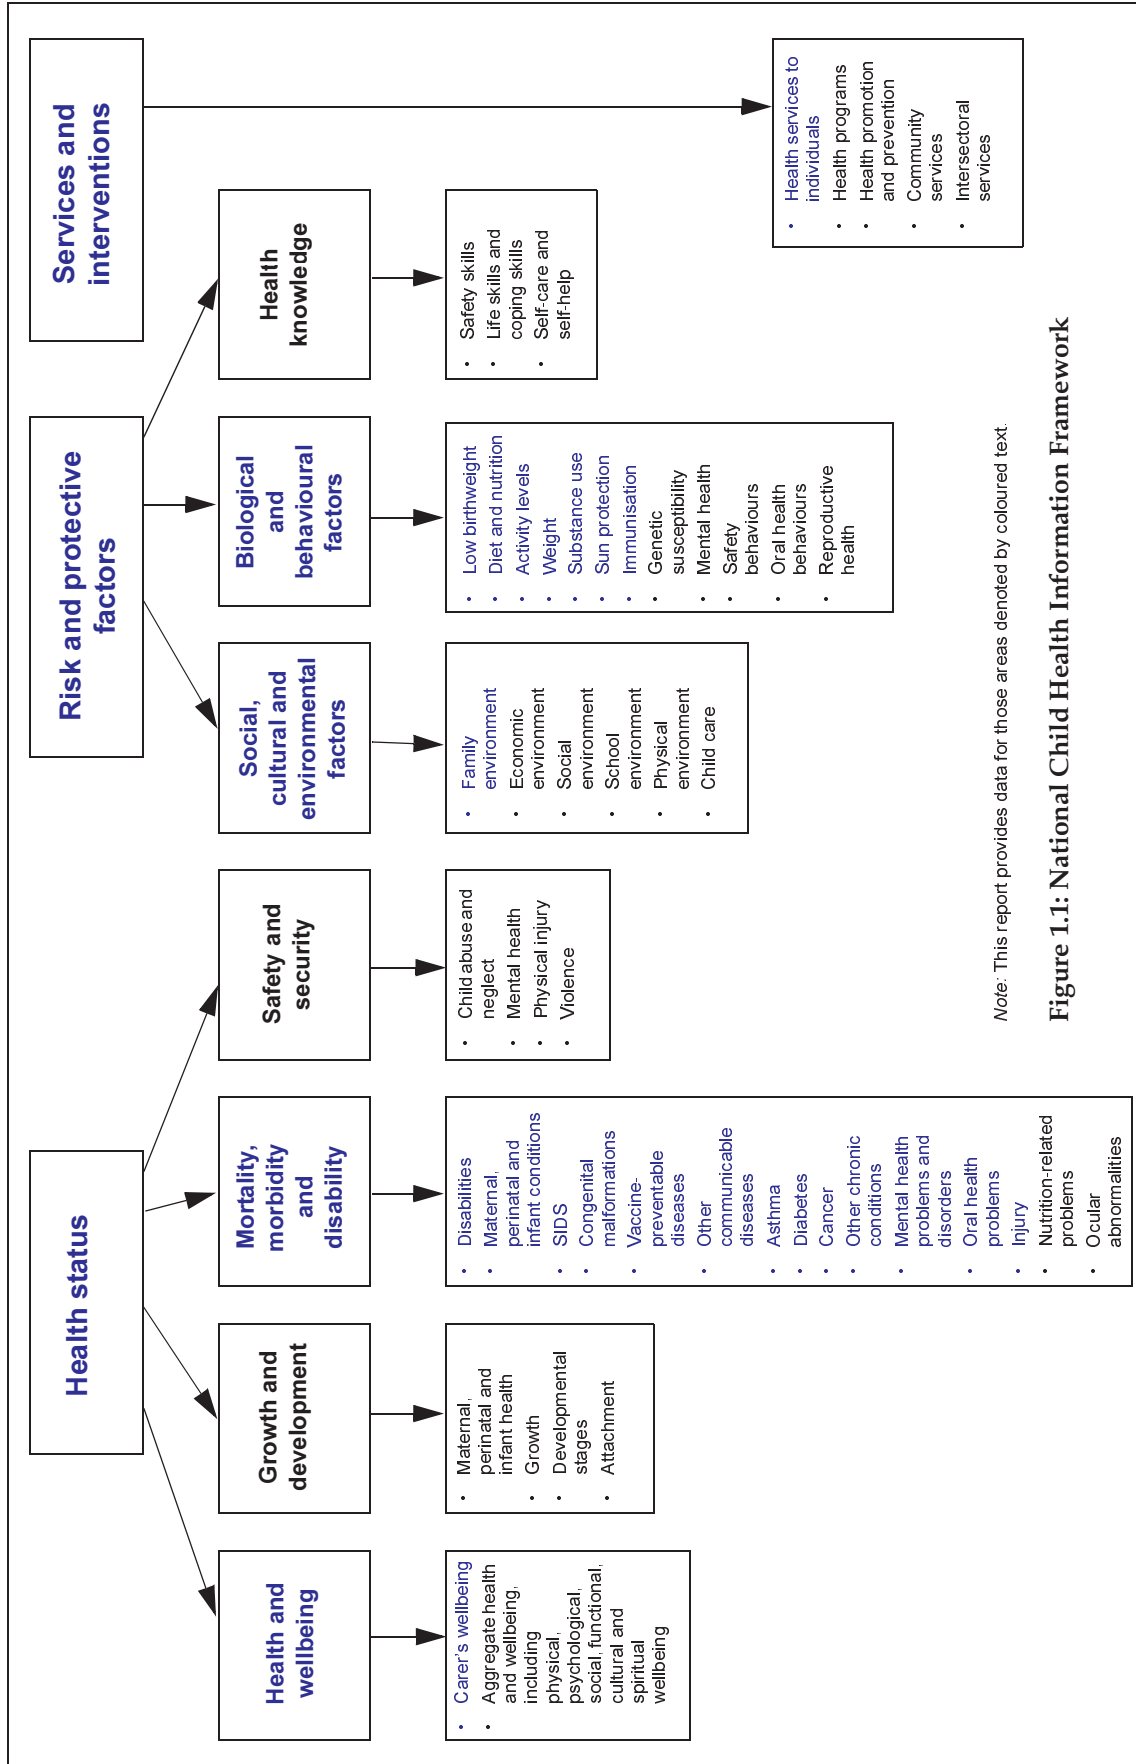 Health status
Risk and protective
factors
Services and
interventions
Health and
wellbeing
Growth and
development
Mortality,
morbidity
and
disability
Safety and
security
Social,
cultural and
environmental
factors
Biological
and
behavioural
factors
Health
knowledge
• Carer's wellbeing
• Aggregate health
and wellbeing,
including
physical,
psychological,
social, functional,
cultural and
spiritual
wellbeing
• Maternal,
perinatal and
infant health
• Growth
• Developmental
stages
• Attachment
• Disabilities
• Maternal,
perinatal and
infant conditions
• SIDS
• Congenital
malformations
• Vaccine-
preventable
diseases
• Other
communicable
diseases
• Asthma
• Diabetes
• Cancer
• Other chronic
conditions
• Mental health
problems and
disorders
• Oral health
problems
• Injury
• Nutrition-related
problems
• Ocular
abnormalities
• Child abuse and
neglect
• Mental health
• Physical injury
• Violence
• Family
environment
• Economic
environment
• Social
environment
• School
environment
• Physical
environment
• Child care
• Low birthweight
• Diet and nutrition
• Activity levels
• Weight
• Substance use
• Sun protection
• Immunisation
• Genetic
susceptibility
• Mental health
• Safety
behaviours
• Oral health
behaviours
• Reproductive
health
• Safety skills
• Life skills and
coping skills
• Self-care and
self-help
• Health services to
individuals
• Health programs
• Health promotion
and prevention
• Community
services
• Intersectoral
services
Note: This report provides data for those areas denoted by coloured text.
Figure 1.1: National Child Health Information Framework